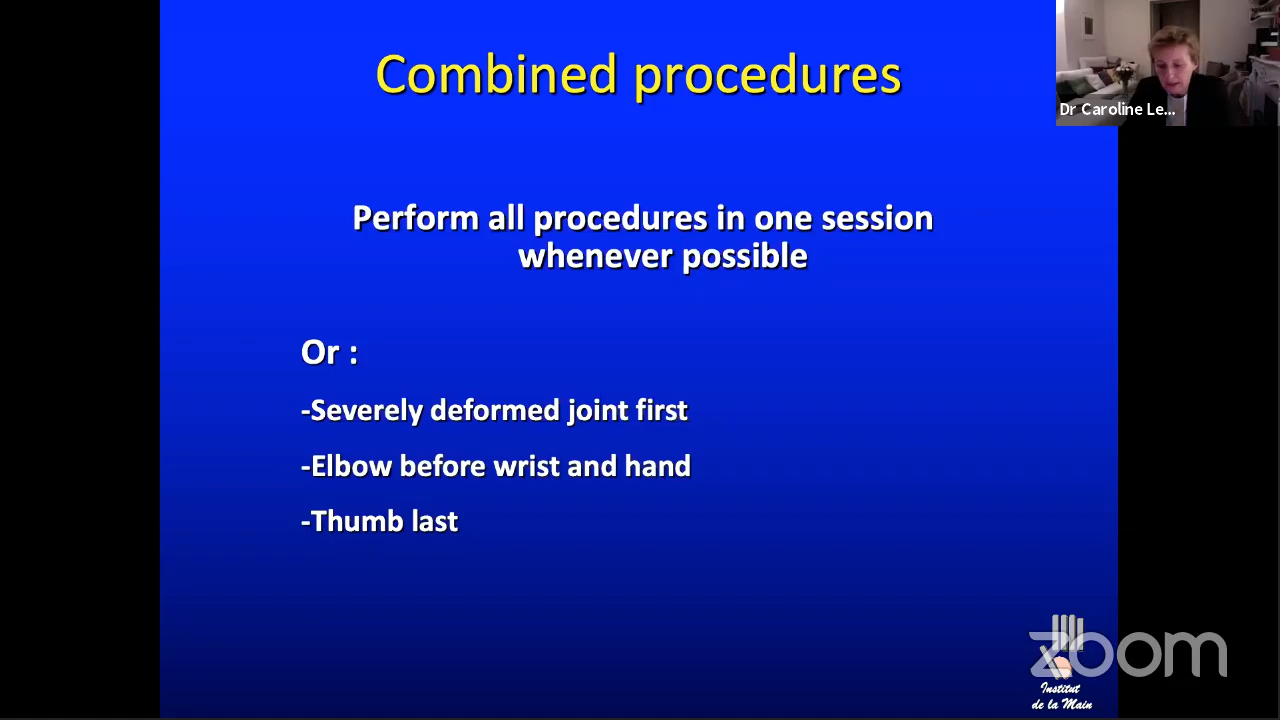 Combined procedures
Dr Caroline Le...
Perform all procedures in one session
whenever possible
Or :
-Severely deformed joint first
-Elbow before wrist and hand
-Thumb last
zoom
Institut
de la Main